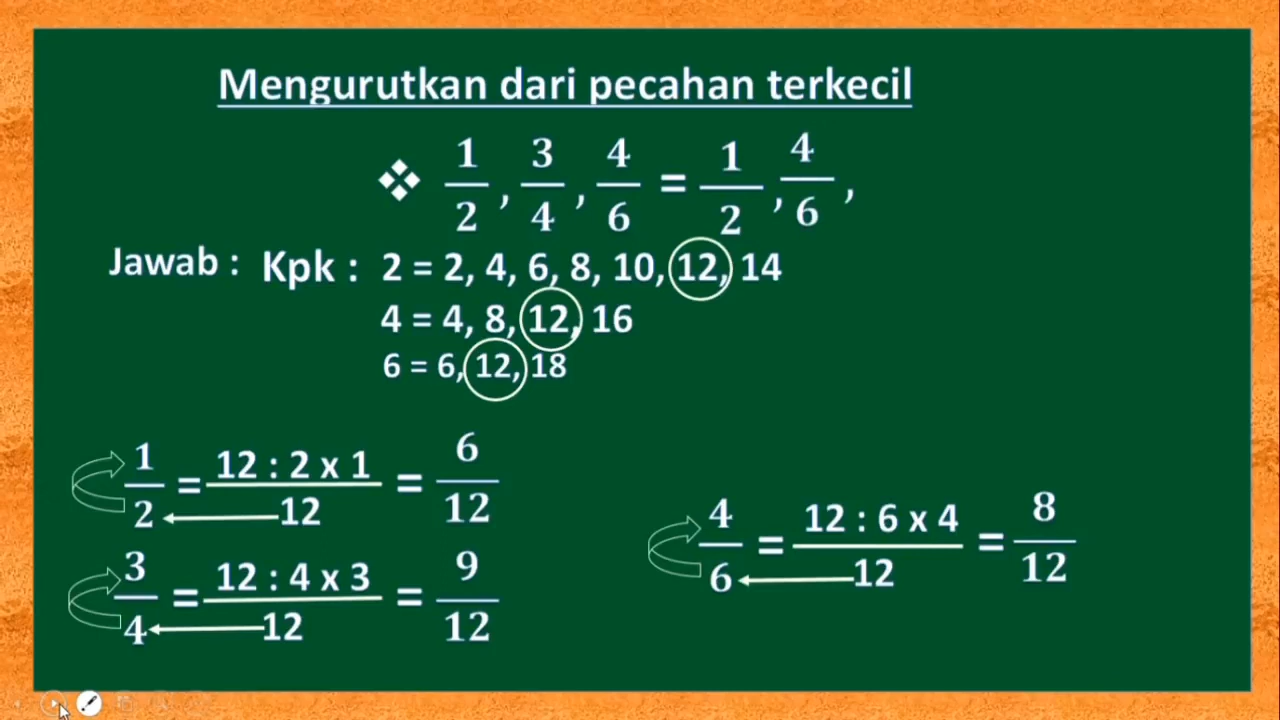 Mengurutkan dari pecahan terkecil
❖ 1/2, 3/4, 4/6 = 1/2, 4/6,
Jawab : Kpk : 2 = 2, 4, 6, 8, 10, 12, 14
4 = 4, 8, 12, 16
6 = 6, 12, 18
1/2 = 12 : 2 x 1/12 = 6/12
3/4 = 12 : 4 x 3/12 = 9/12
4/6 = 12 : 6 x 4/12 = 8/12